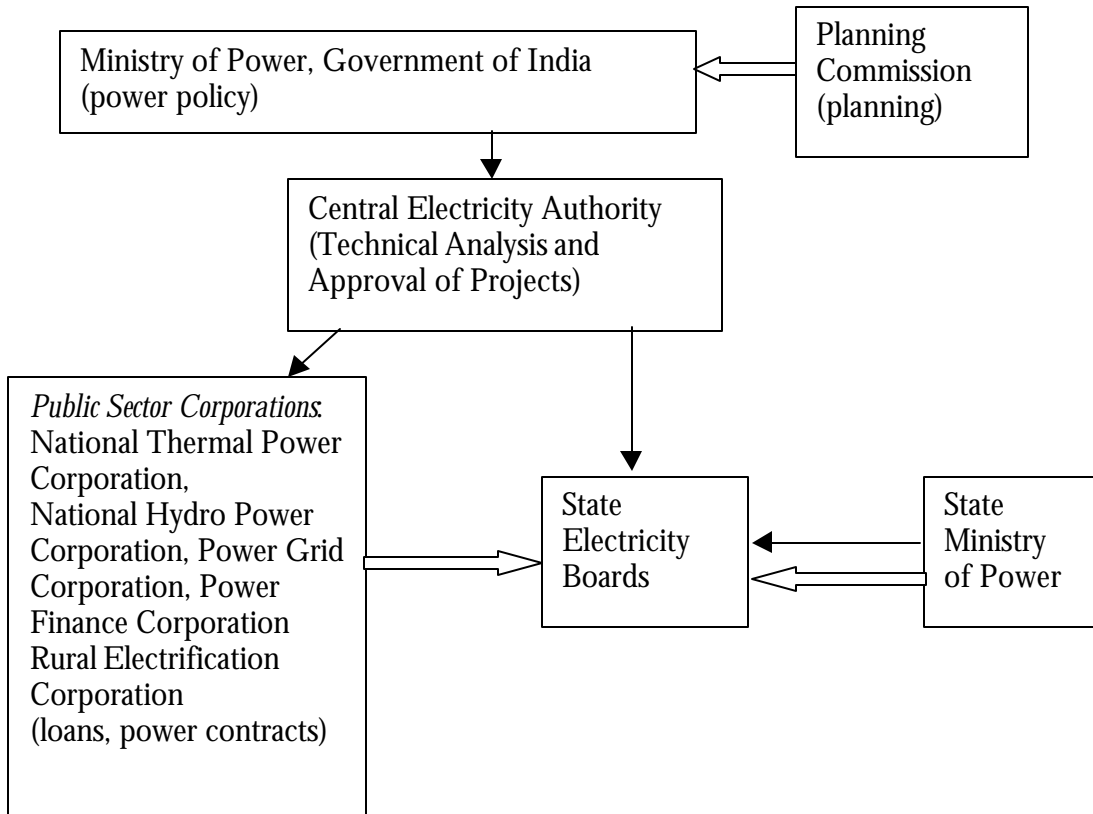 Ministry of Power, Government of India
(power policy)
Planning
Commission
(planning)
Central Electricity Authority
(Technical Analysis and
Approval of Projects)
Public Sector Corporations:
National Thermal Power
Corporation,
National Hydro Power
Corporation, Power Grid
Corporation, Power
Finance Corporation
Rural Electrification
Corporation
(loans, power contracts)
State
Electricity
Boards
State
Ministry
of Power